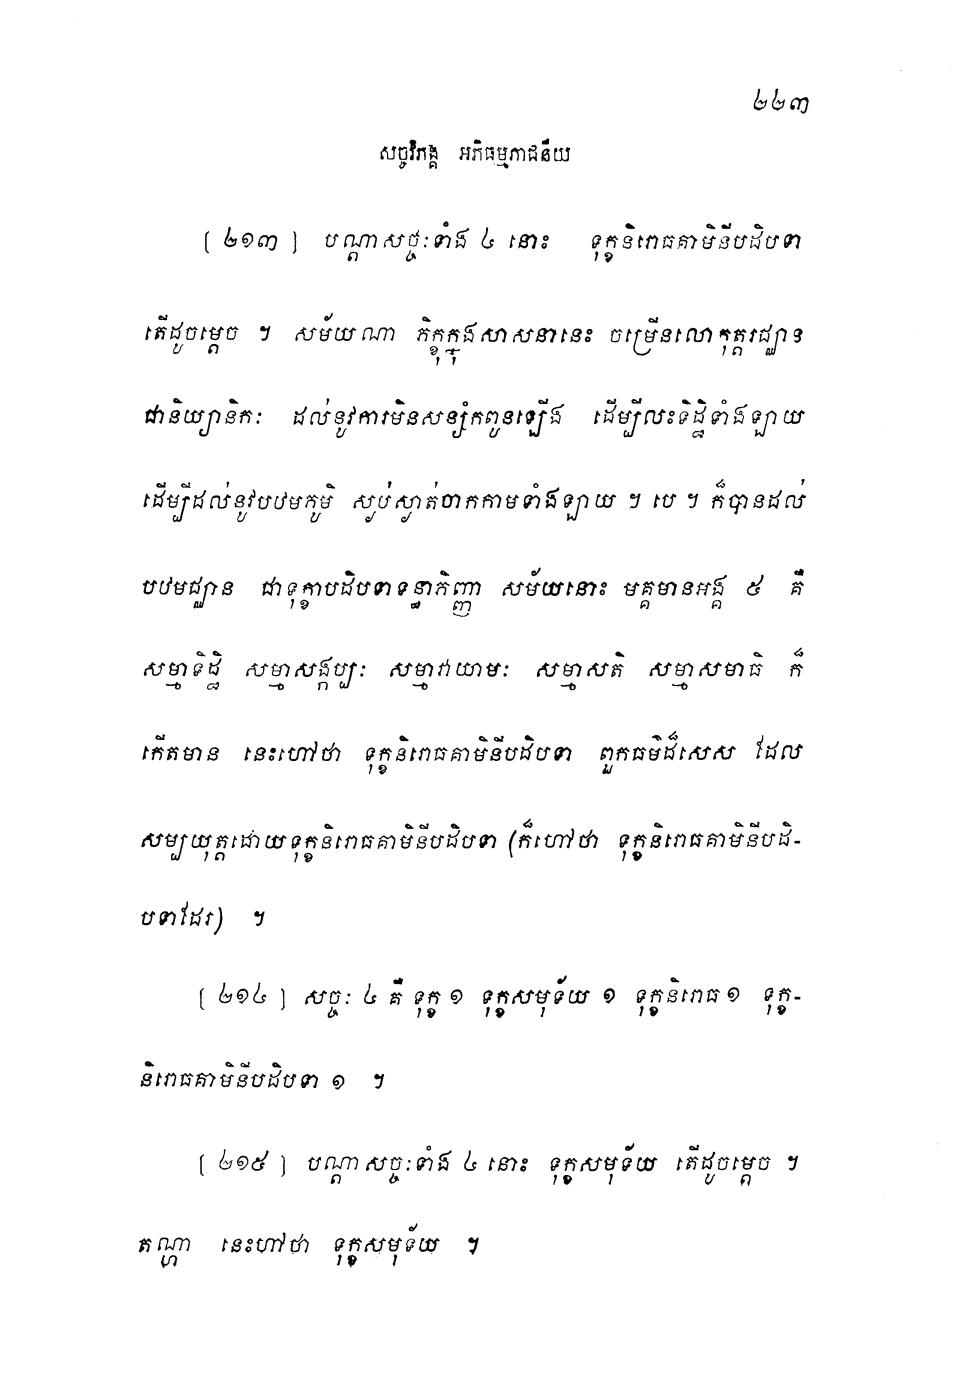 ២២៣
សច្ចវិភង្គ អភិធម្មភាជនីយ
[ ២១៣ ] បណ្តាសច្ចៈទាំង ៤ នោះ ទុក្ខនិរោធគាមិនីបដិបទា
តើដូចម្តេច ។ សម័យណា ភិក្ខុក្នុងសាសនានេះ ចម្រើនលោកុត្តរជ្ឈាន
ជានិយ្យានិកៈ ដល់នូវការមិនសន្សំកពូនឡើង ដើម្បីលះទិដ្ឋិទាំងឡាយ
ដើម្បីដល់នូវបឋមភូមិ ស្ងប់ស្ងាត់ចាកកាមទាំងឡាយ ។ បេ ។ ក៏បានដល់
បឋមជ្ឈាន ជាទុក្ខាបដិបទាទន្ធាភិញ្ញា សម័យនោះ មគ្គមានអង្គ ៥ គឺ
សម្មាទិដ្ឋិ សម្មាសង្កប្បៈ សម្មាវាយាមៈ សម្មាសតិ សម្មាសមាធិ ក៏
កើតមាន នេះហៅថា ទុក្ខនិរោធគាមិនីបដិបទា ពួកធម៌ដ៏សេស ដែល
សម្បយុត្តដោយទុក្ខនិរោធគាមិនីបដិបទា (ក៏ហៅថា ទុក្ខនិរោធគាមិនីបដិ-
បទាដែរ) ។
[ ២១៤ ] សច្ចៈ ៤ គឺ ទុក្ខ ១ ទុក្ខសមុទ័យ ១ ទុក្ខនិរោធ ១ ទុក្ខ-
និរោធគាមិនីបដិបទា ១ ។
[ ២១៥ ] បណ្តាសច្ចៈទាំង ៤ នោះ ទុក្ខសមុទ័យ តើដូចម្តេច ។
តណ្ហា នេះហៅថា ទុក្ខសមុទ័យ ។